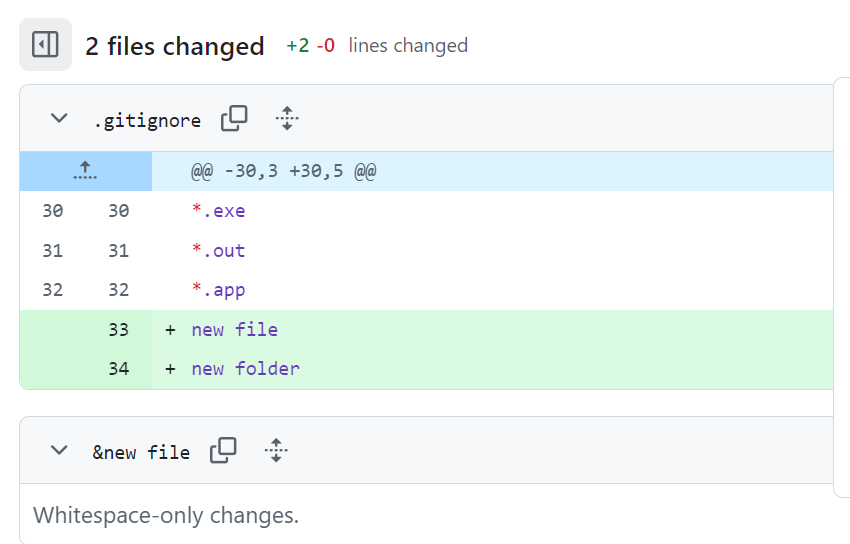 2 files changed +2 -0 lines changed
.gitignore
@@ -30,3 +30,5 @@
30 30 *.exe
31 31 *.out
32 32 *.app
33 + new file
34 + new folder
&new file
Whitespace-only changes.